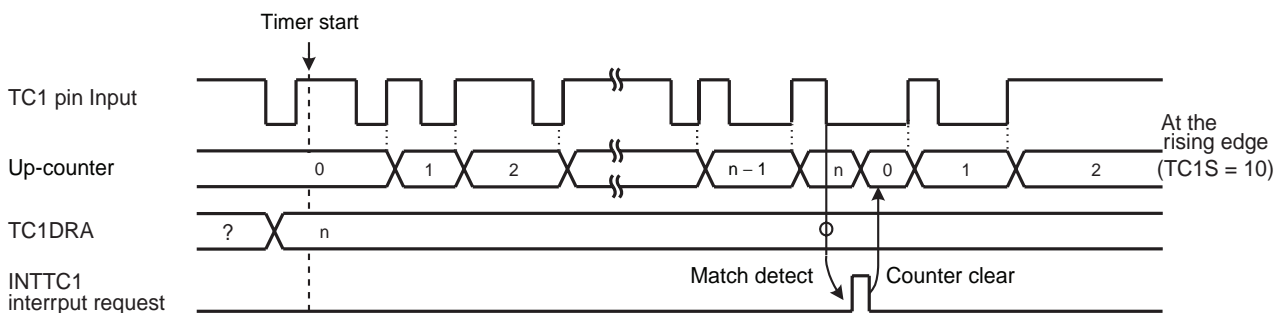 Timer start
TC1 pin Input
At the
rising edge
(TC1S = 10)
Up-counter
0 1 2 n – 1 n 0 1 2
TC1DRA
? n
Match detect Counter clear
INTTC1
interrput request